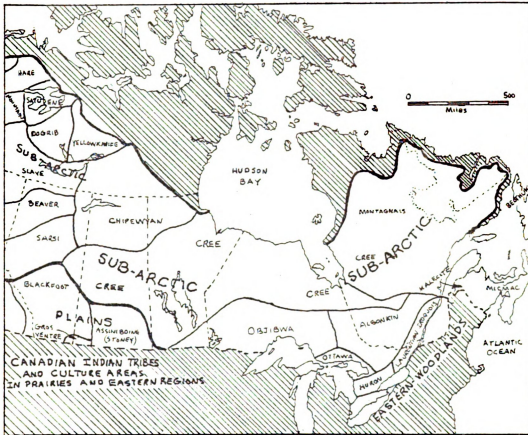 HARE
0
500
Miles
SATUDENE
DOGRIB
YELLOWKNIFE
SUB-ARCTIC
SLAVE
HUDSON
BAY
BEAVER
CHIPEWYAN
MONTAGNAIS
SARSI
CREE
SUB-ARCTIC
CREE
CREE
CREE
SUB-ARCTIC
MALECITE
MICMAC
BLACKFOOT
PLAINS
GROS
VENTRE
ASSINIBOINE
(STONEY)
OBJIBWA
ALGONKIN
OTTAWA
HURON
EASTERN WOODLANDS
ATLANTIC
OCEAN
CANADIAN INDIAN TRIBES
AND CULTURE AREAS
IN PRAIRIES AND EASTERN REGIONS